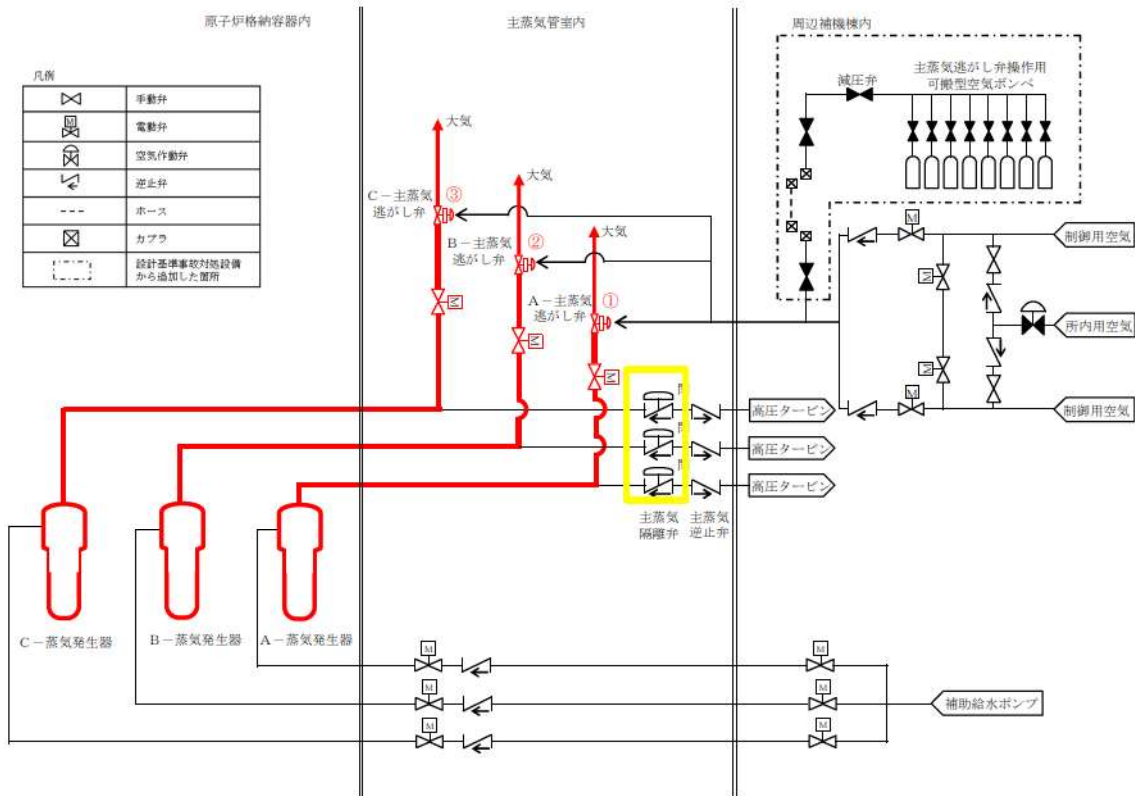 原子炉格納容器内
主蒸気管室内
周辺補機棟内
凡例
手動弁
M
電動弁
空気作動弁
逆止弁
ホース
カプラ
設計基準事故対処設備
から追加した箇所
減圧弁
主蒸気逃がし弁操作用
可搬型空気ボンベ
大気
C－主蒸気
逃がし弁
③
大気
B－主蒸気
逃がし弁
②
大気
A－主蒸気
逃がし弁
①
M
M
M
M
制御用空気
M
所内用空気
M
M
制御用空気
高圧タービン
高圧タービン
高圧タービン
主蒸気
隔離弁
主蒸気
逆止弁
C－蒸気発生器
B－蒸気発生器
A－蒸気発生器
M
M
M
M
補助給水ポンプ
M
M